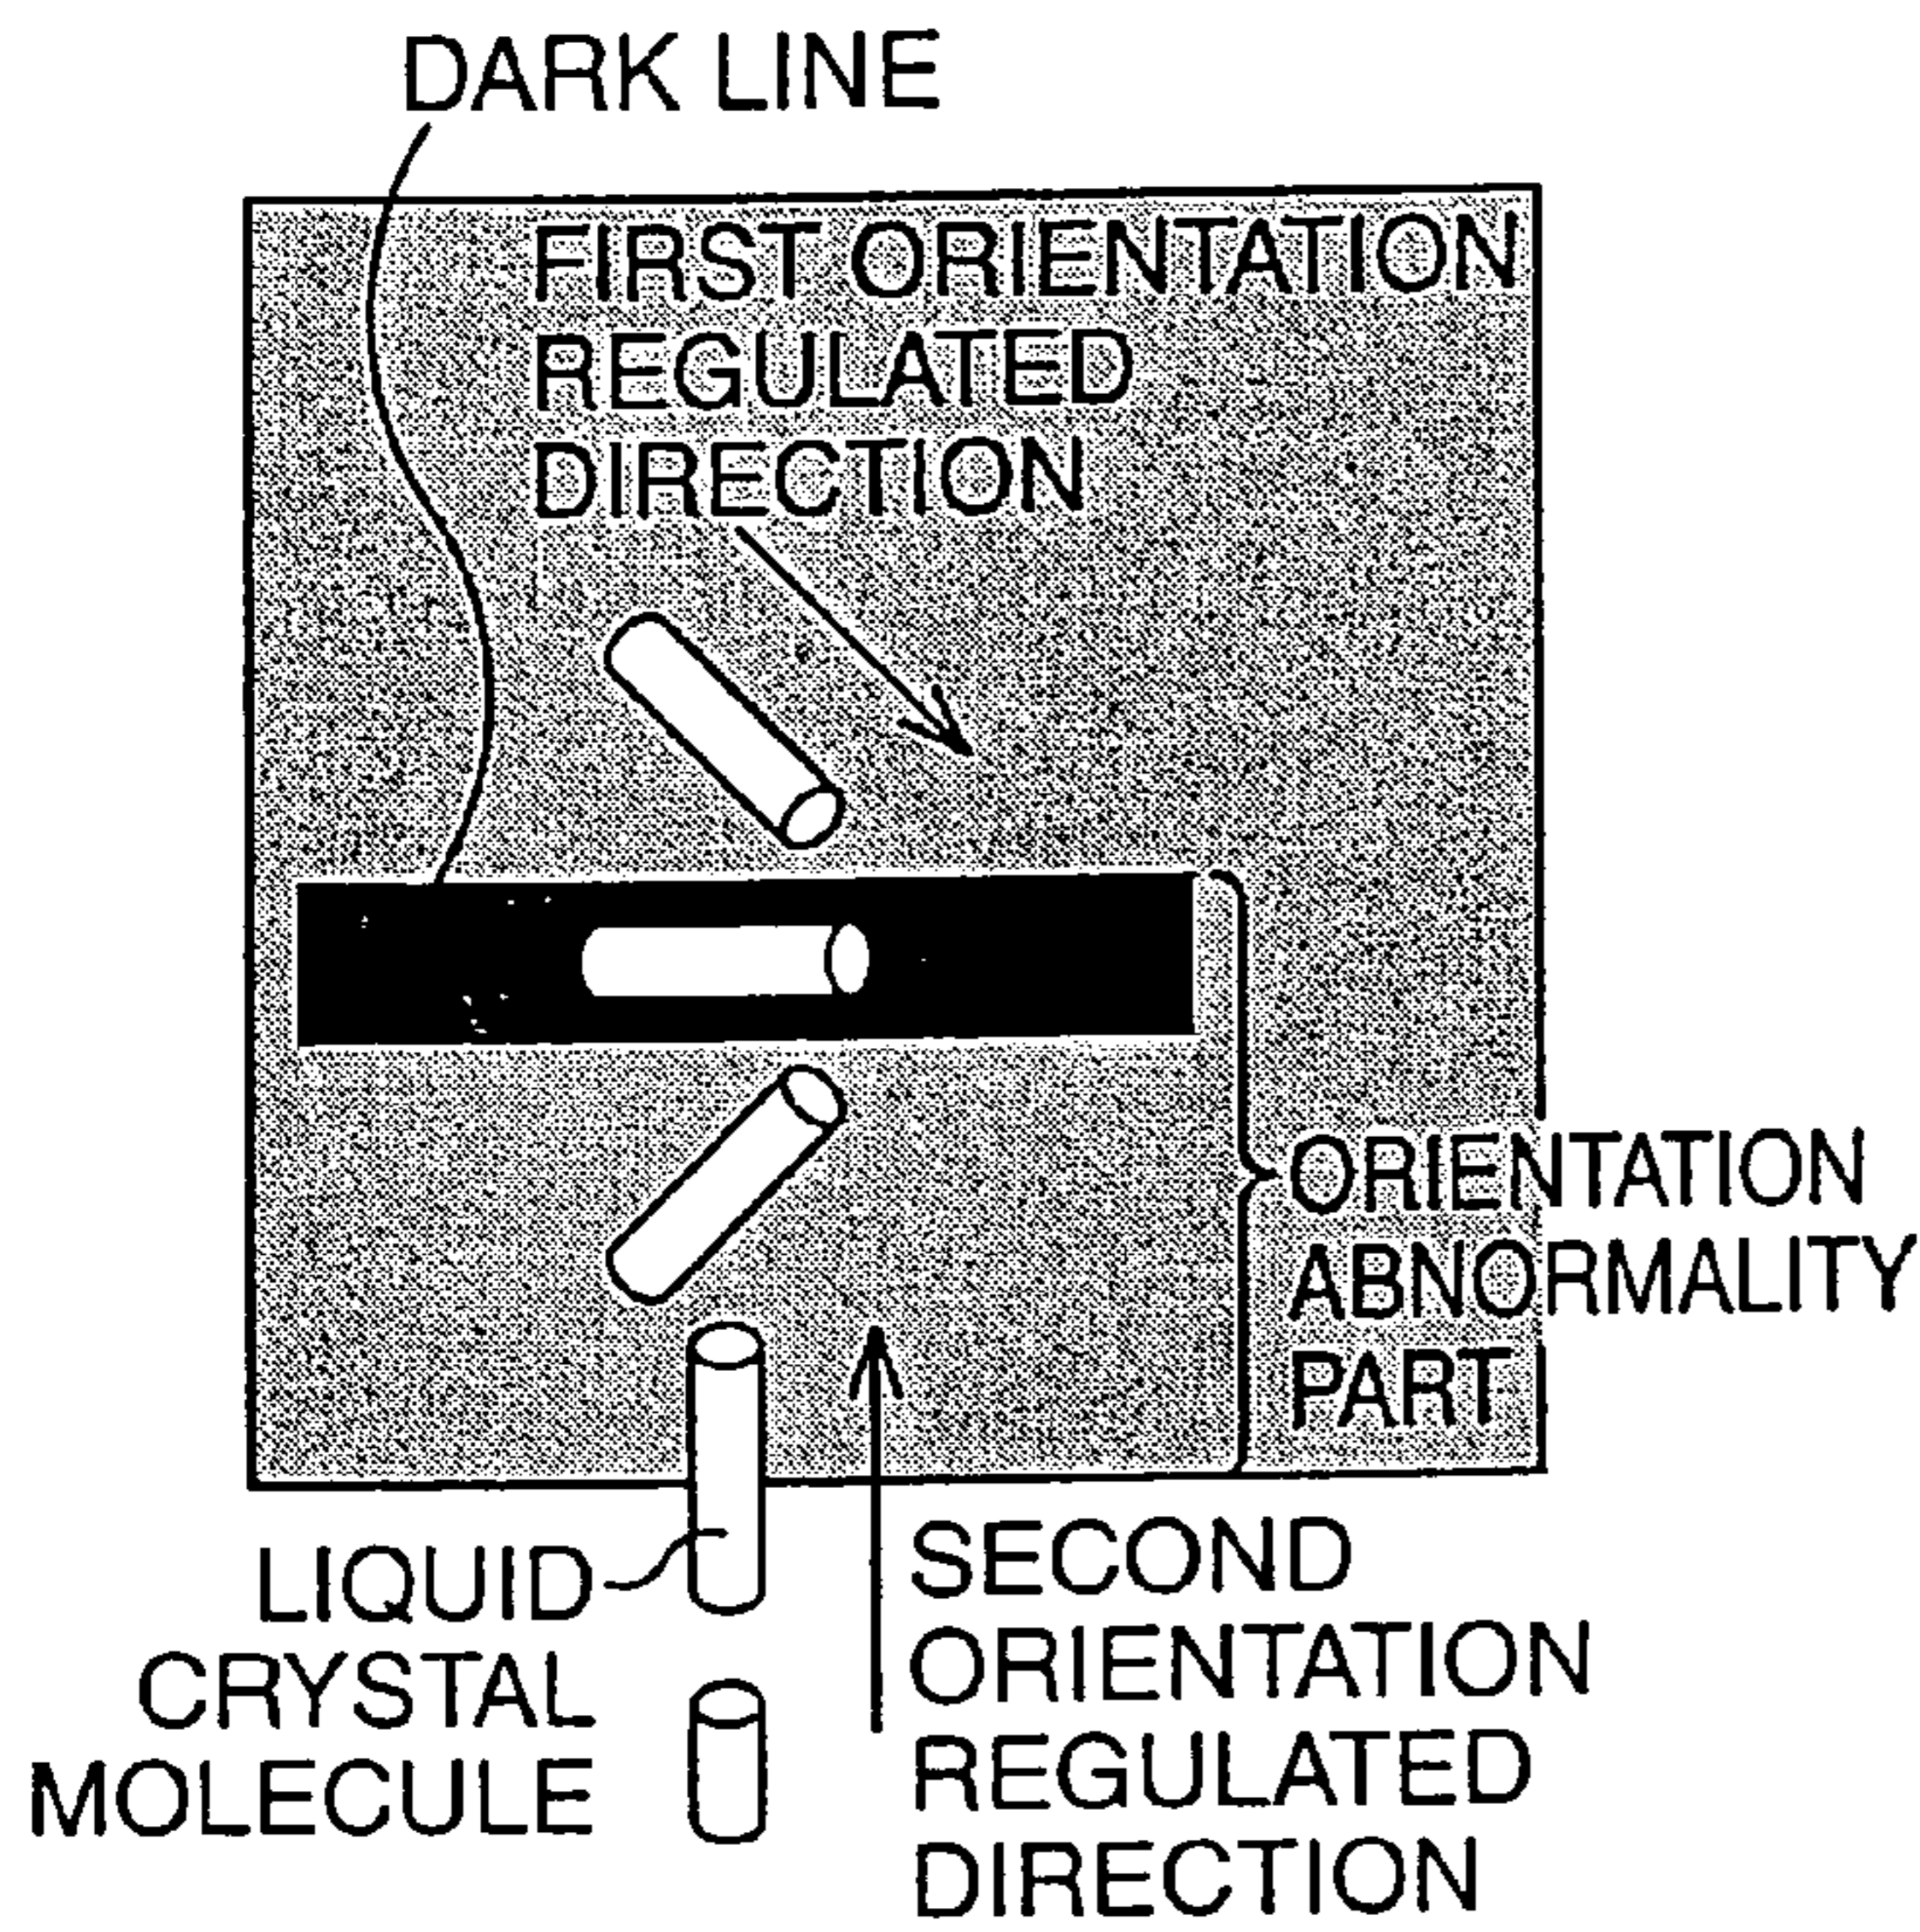 DARK LINE
FIRST ORIENTATION
REGULATED
DIRECTION
ORIENTATION
ABNORMALITY
PART
LIQUID
CRYSTAL
MOLECULE
SECOND
ORIENTATION
REGULATED
DIRECTION